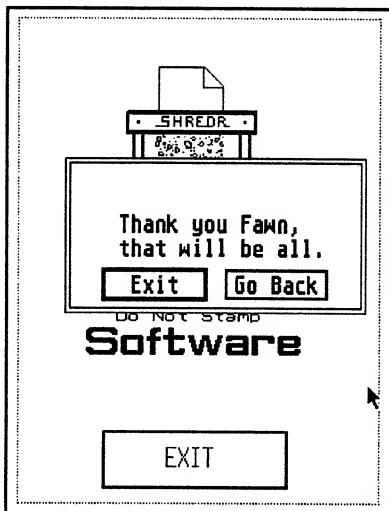 SHREDR
Thank you Fawn,
that will be all.
Exit
Go Back
Do Not Stamp
Software
EXIT